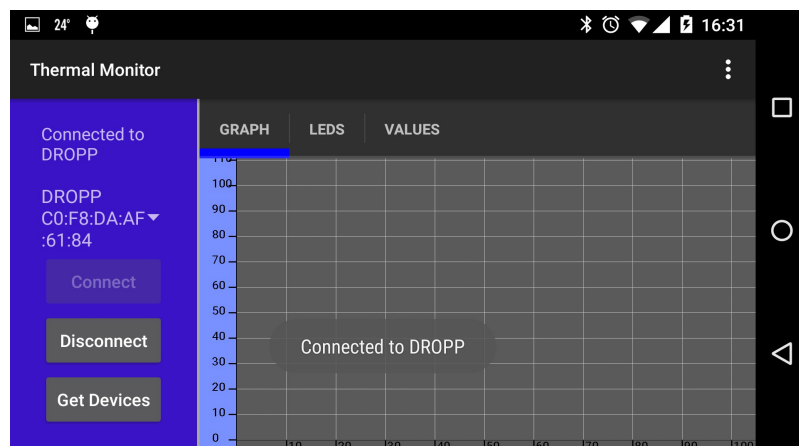 24°
16:31
Thermal Monitor
Connected to
DROPP
DROPP
C0:F8:DA:AF
:61:84
Connect
Disconnect
Get Devices
GRAPH
LEDS
VALUES
110
100
90
80
70
60
50
40
30
20
10
0
10
20
30
40
50
60
70
80
90
100
Connected to DROPP